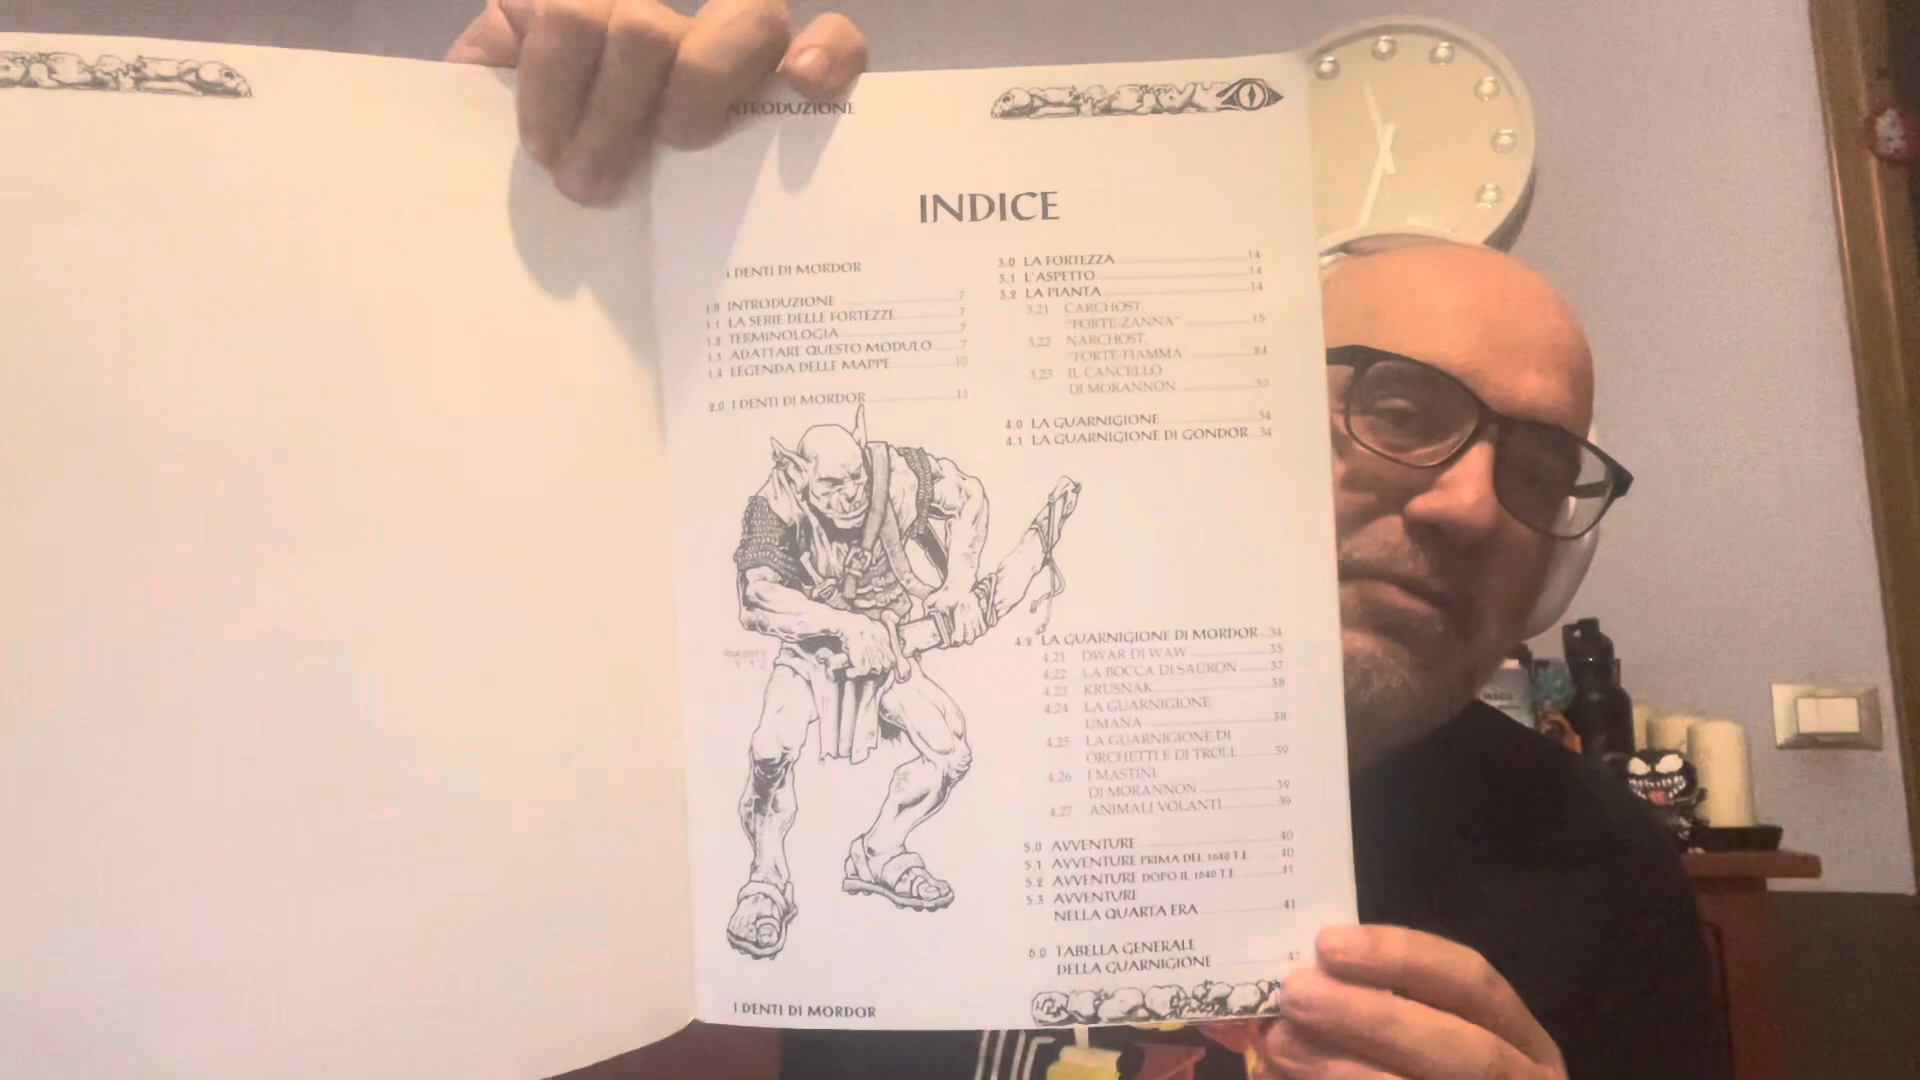 INTRODUZIONE
INDICE
I DENTI DI MORDOR
1.0 INTRODUZIONE 7
1.1 LA SERIE DELLE FORTEZZE 7
1.2 TERMINOLOGIA 7
1.3 ADATTARE QUESTO MODULO 7
1.4 LEGENDA DELLE MAPPE 10
2.0 I DENTI DI MORDOR 11
3.0 LA FORTEZZA 14
3.1 L'ASPETTO 14
3.2 LA PIANTA 14
3.21 CARCHOST,
"FORTE-ZANNA" 15
3.22 NARCHOST,
"FORTE-FIAMMA 24
3.23 IL CANCELLO
DI MORANNON
4.0 LA GUARNIGIONE 34
4.1 LA GUARNIGIONE DI GONDOR 34
4.2 LA GUARNIGIONE DI MORDOR 34
4.21 DWAR DI WAW 35
4.22 LA BOCCA DI SAURON 37
4.23 KRUSNAK 38
4.24 LA GUARNIGIONE
UMANA 38
4.25 LA GUARNIGIONE DI
ORCHETTI E DI TROLL 39
4.26 I MASTINI
DI MORANNON 39
4.27 ANIMALI VOLANTI 39
5.0 AVVENTURE 40
5.1 AVVENTURE PRIMA DEL 1640 T.E. 40
5.2 AVVENTURE DOPO IL 1640 T.E. 41
5.3 AVVENTURE
NELLA QUARTA ERA 41
6.0 TABELLA GENERALE
DELLA GUARNIGIONE 42
I DENTI DI MORDOR